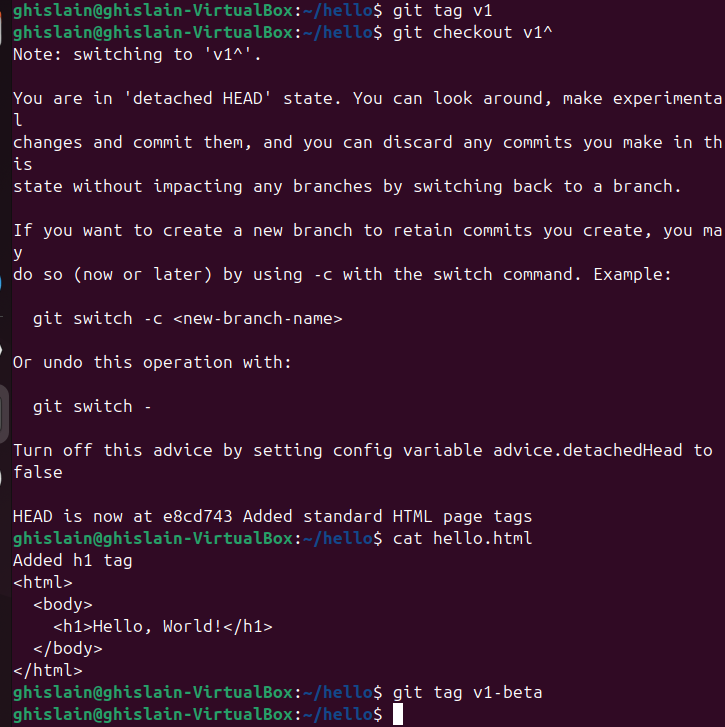 ghislain@ghislain-VirtualBox:~/hello$ git tag v1
ghislain@ghislain-VirtualBox:~/hello$ git checkout v1^
Note: switching to 'v1^'.

You are in 'detached HEAD' state. You can look around, make experimenta
l
changes and commit them, and you can discard any commits you make in th
is
state without impacting any branches by switching back to a branch.

If you want to create a new branch to retain commits you create, you ma
y
do so (now or later) by using -c with the switch command. Example:

  git switch -c <new-branch-name>

Or undo this operation with:

  git switch -

Turn off this advice by setting config variable advice.detachedHead to
false

HEAD is now at e8cd743 Added standard HTML page tags
ghislain@ghislain-VirtualBox:~/hello$ cat hello.html
Added h1 tag
<html>
  <body>
    <h1>Hello, World!</h1>
  </body>
</html>
ghislain@ghislain-VirtualBox:~/hello$ git tag v1-beta
ghislain@ghislain-VirtualBox:~/hello$